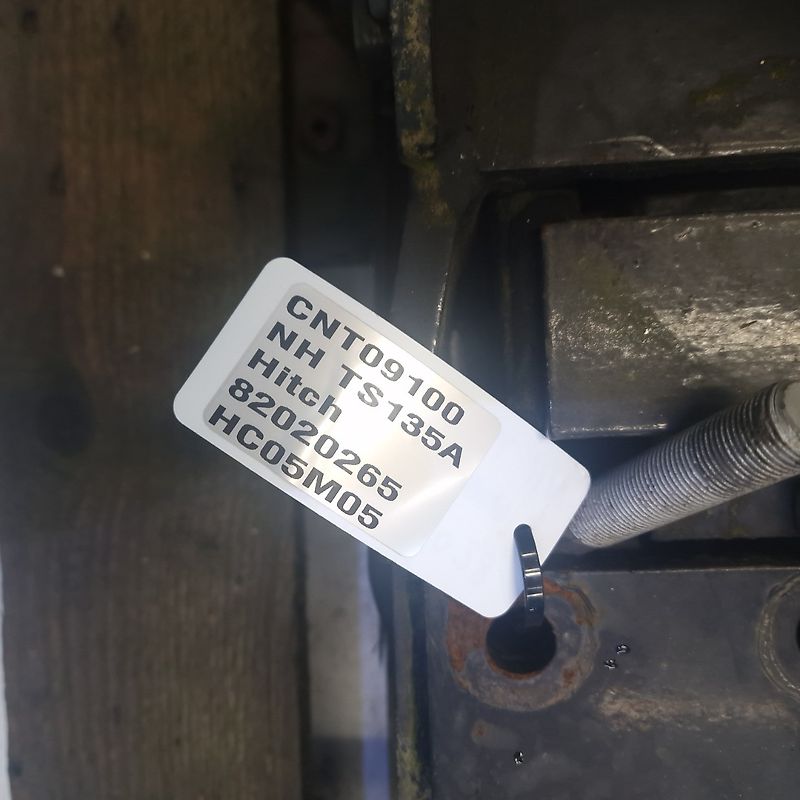 CNT09100
NH TS135A
Hitch
82020265
HC05M05